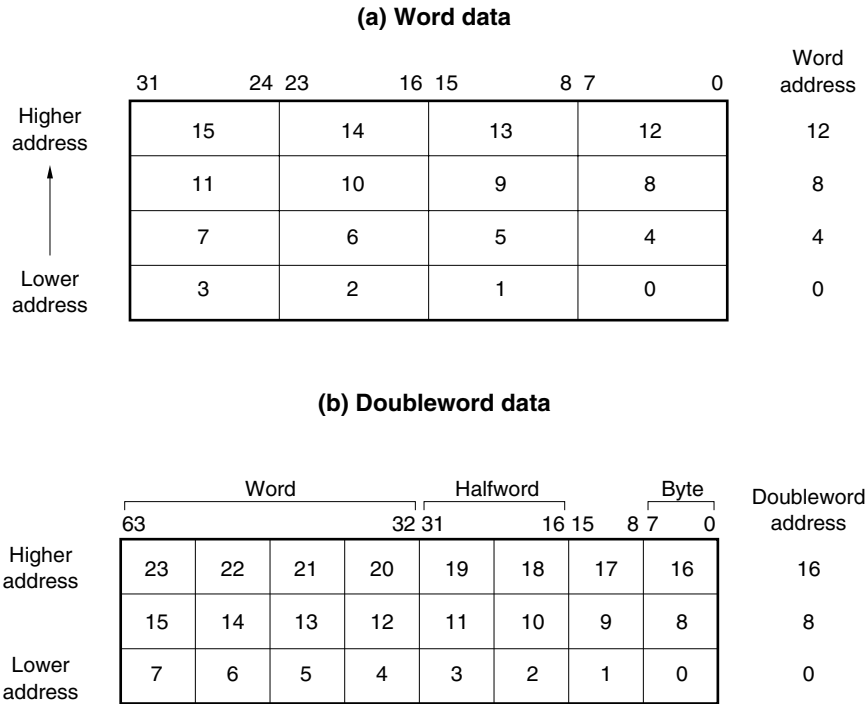 (a) Word data
Word
address
31 24 23 16 15 8 7 0
Higher
address
15 14 13 12 12
11 10 9 8 8
7 6 5 4 4
Lower
address
3 2 1 0 0
(b) Doubleword data
Word Halfword Byte
Doubleword
address
63 32 31 16 15 8 7 0
Higher
address
23 22 21 20 19 18 17 16 16
15 14 13 12 11 10 9 8 8
Lower
address
7 6 5 4 3 2 1 0 0